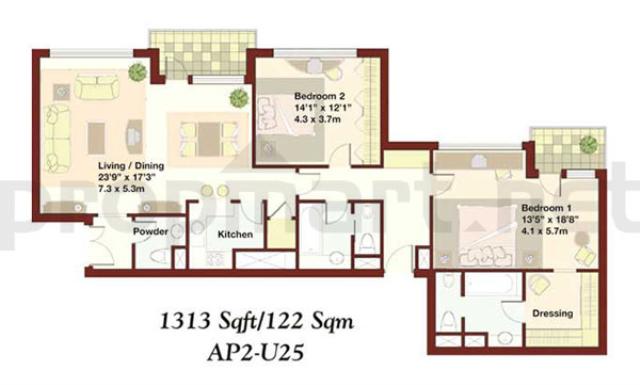 Bedroom 2
14'1" x 12'1"
4.3 x 3.7m
Living / Dining
23'9" x 17'3"
7.3 x 5.3m
Bedroom 1
13'5" x 18'8"
4.1 x 5.7m
Powder
Kitchen
Dressing
propmart.net
1313 Sqft/122 Sqm
AP2-U25